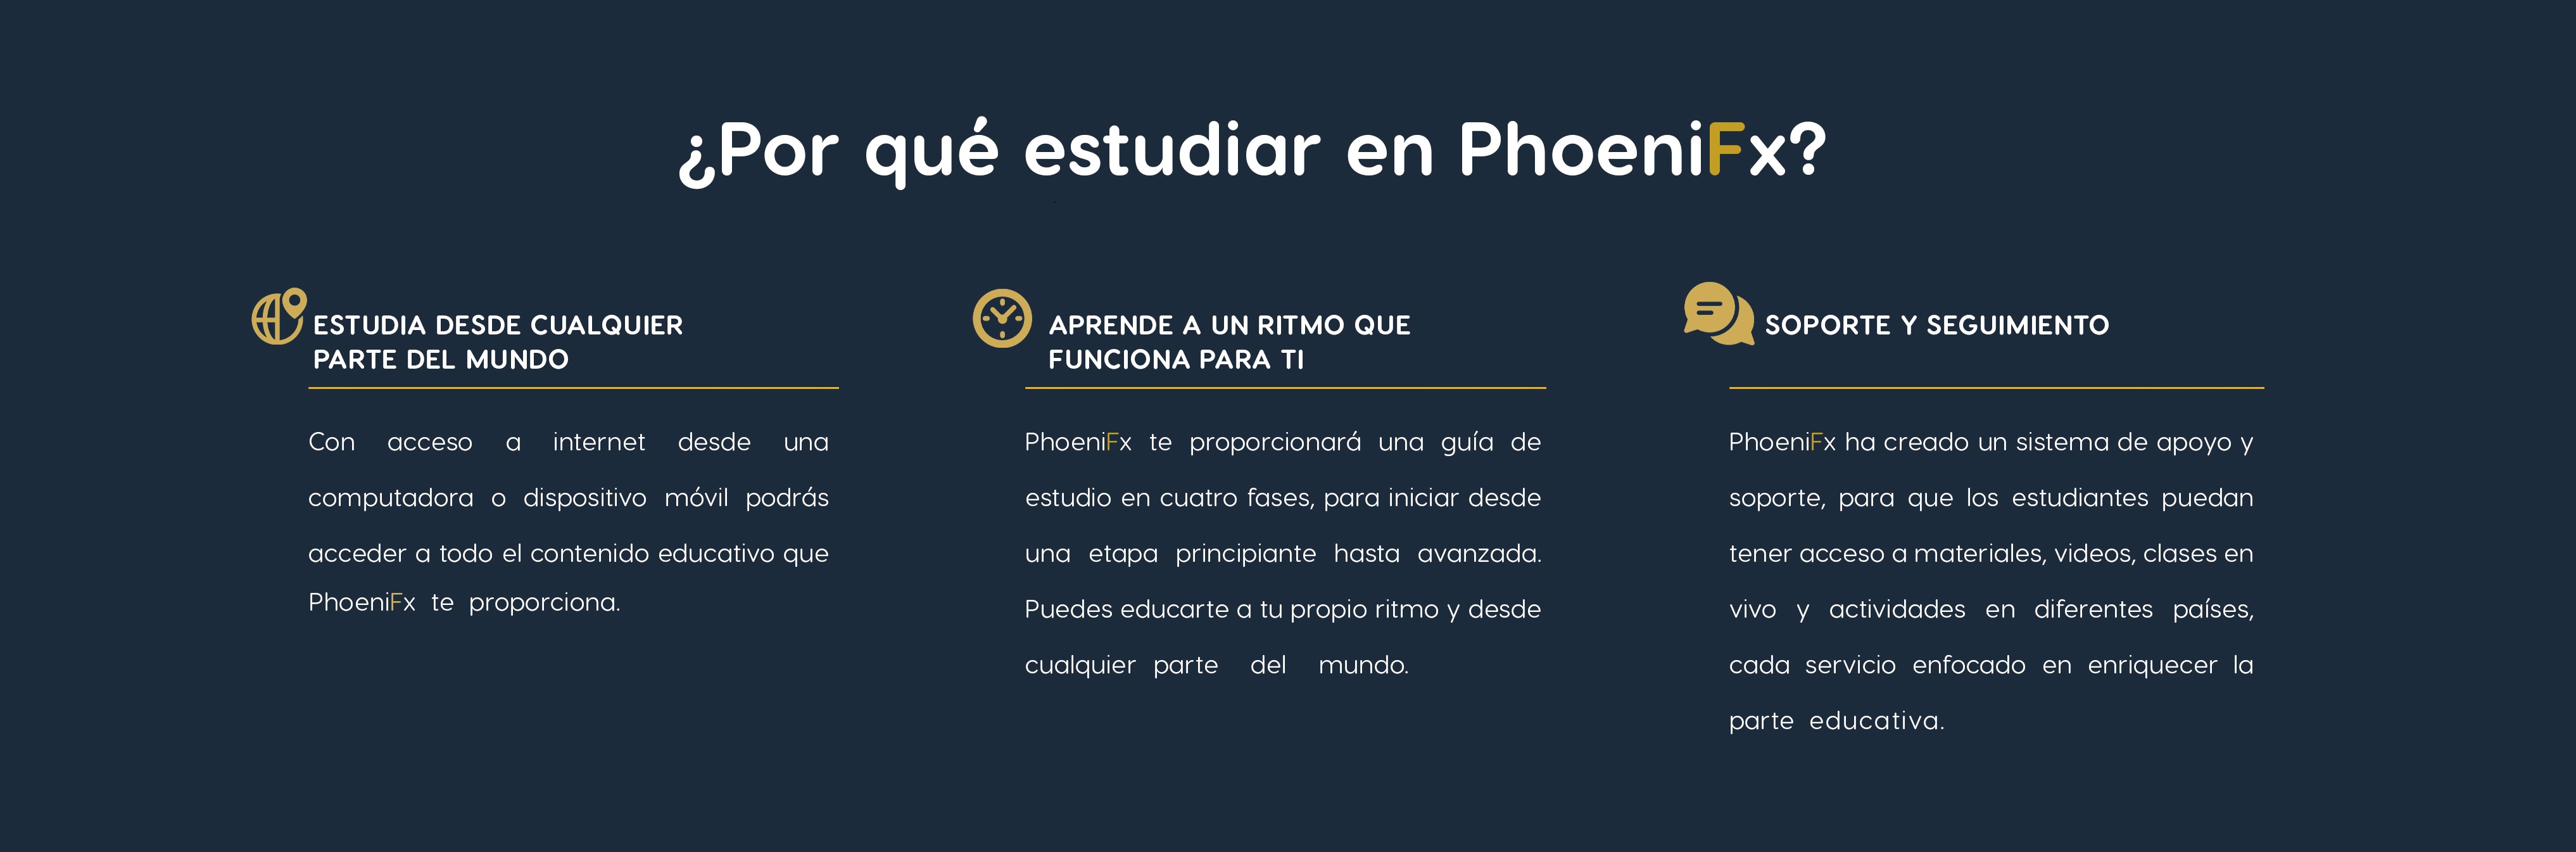 ¿Por qué estudiar en PhoeniFx?
ESTUDIA DESDE CUALQUIER
PARTE DEL MUNDO
Con acceso a internet desde una
computadora o dispositivo móvil podrás
acceder a todo el contenido educativo que
PhoeniFx te proporciona.
APRENDE A UN RITMO QUE
FUNCIONA PARA TI
PhoeniFx te proporcionará una guía de
estudio en cuatro fases, para iniciar desde
una etapa principiante hasta avanzada.
Puedes educarte a tu propio ritmo y desde
cualquier parte del mundo.
SOPORTE Y SEGUIMIENTO
PhoeniFx ha creado un sistema de apoyo y
soporte, para que los estudiantes puedan
tener acceso a materiales, videos, clases en
vivo y actividades en diferentes países,
cada servicio enfocado en enriquecer la
parte educativa.